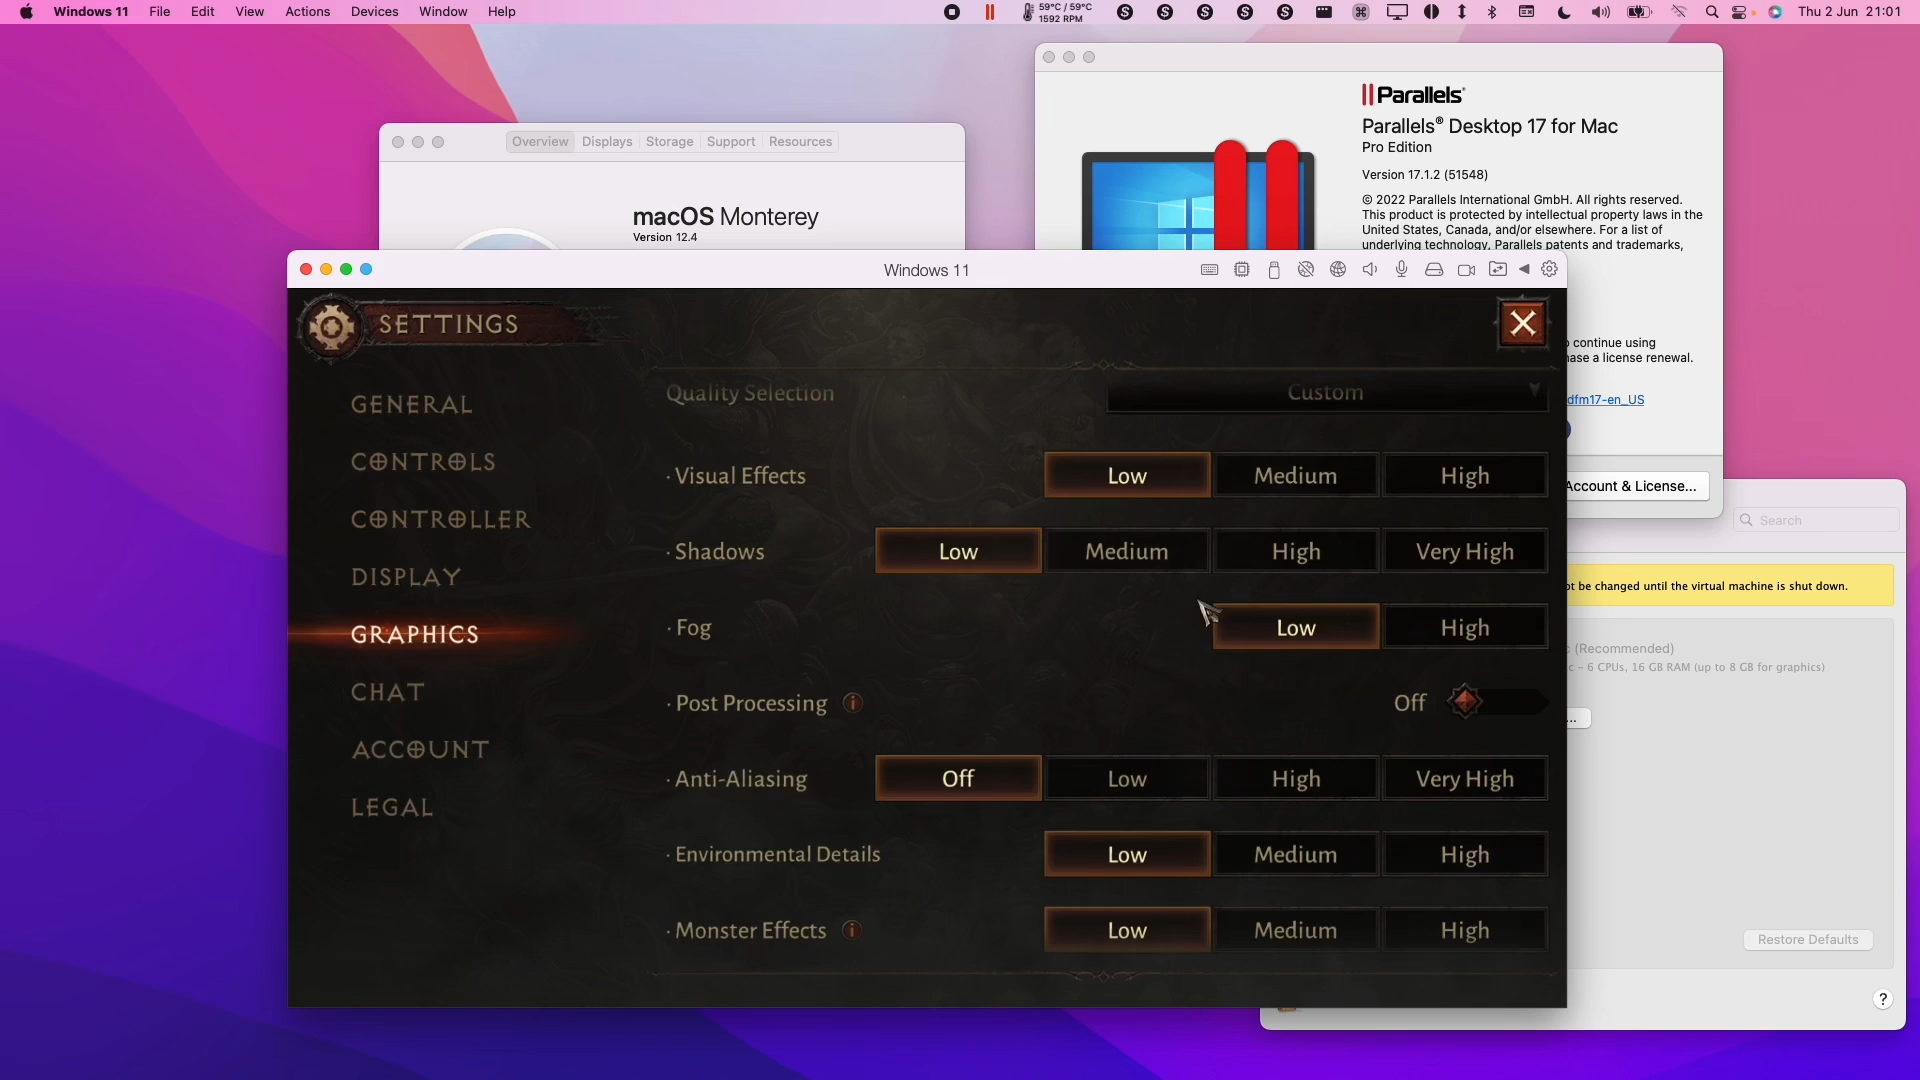 Windows 11 File Edit View Actions Devices Window Help
59°C / 59°C
1592 RPM
Thu 2 Jun 21:01
Parallels®
Parallels® Desktop 17 for Mac
Pro Edition
Version 17.1.2 (51548)
© 2022 Parallels International GmbH. All rights reserved.
This product is protected by intellectual property laws in the
United States, Canada, and/or elsewhere. For a list of
underlying technology, Parallels patents and trademarks,
continue using
ase a license renewal.
dfm17-en_US
Account & License...
Overview Displays Storage Support Resources
macOS Monterey
Version 12.4
Windows 11
SETTINGS
GENERAL
CONTROLS
CONTROLLER
DISPLAY
GRAPHICS
CHAT
ACCOUNT
LEGAL
Quality Selection Custom
· Visual Effects Low Medium High
· Shadows Low Medium High Very High
· Fog Low High
· Post Processing Off
· Anti-Aliasing Off Low High Very High
· Environmental Details Low Medium High
· Monster Effects Low Medium High
Search
be changed until the virtual machine is shut down.
(Recommended)
c – 6 CPUs, 16 GB RAM (up to 8 GB for graphics)
...
Restore Defaults
?